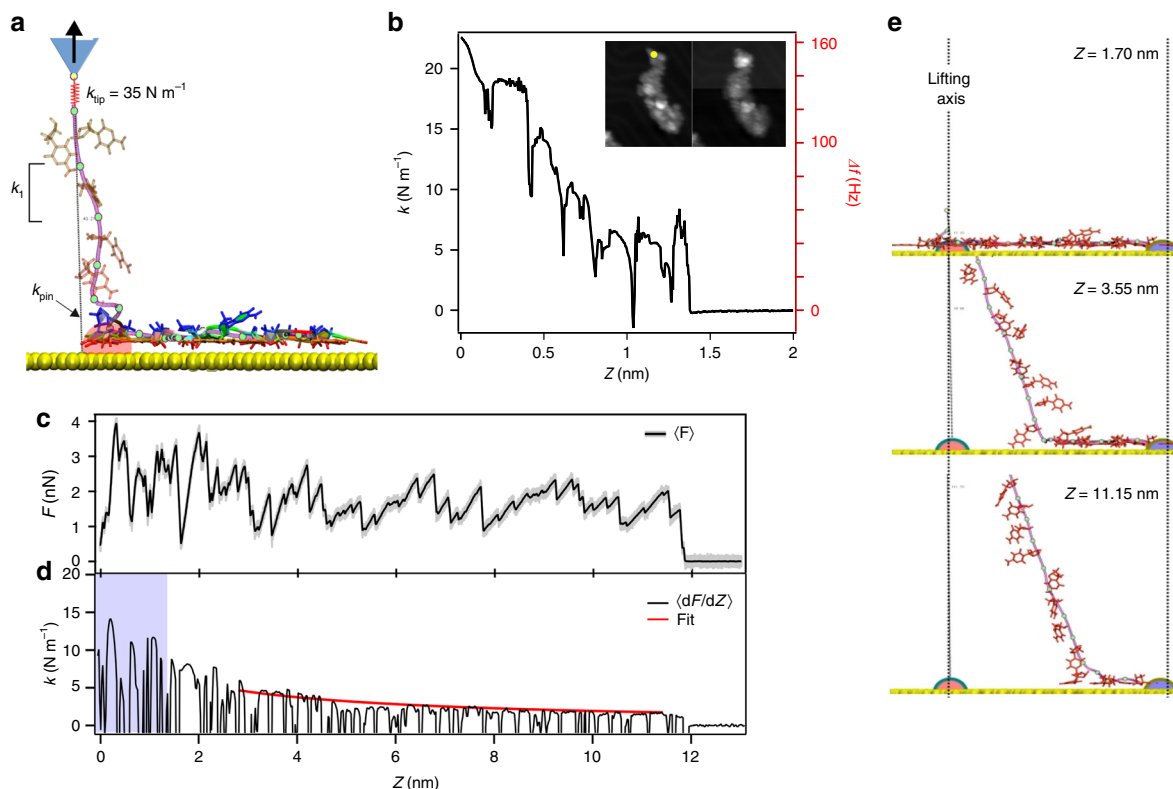 a
k_tip = 35 N m⁻¹
k_1
k_pin
b
k (N m⁻¹)
20
15
10
5
0
0
0.5
1
1.5
2
Z (nm)
160
100
0
Δf (Hz)
c
F (nN)
4
3
2
1
0
⟨F⟩
d
k (N m⁻¹)
20
15
10
5
0
⟨dF/dZ⟩
Fit
0
2
4
6
8
10
12
Z (nm)
e
Lifting
axis
Z = 1.70 nm
Z = 3.55 nm
Z = 11.15 nm